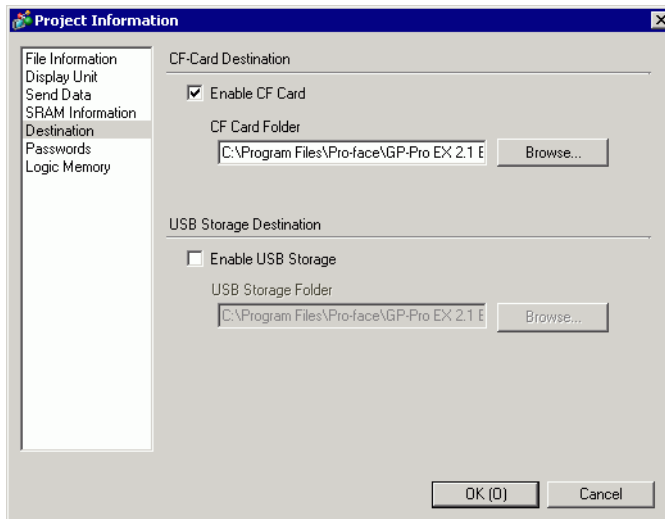 Project Information
File Information
Display Unit
Send Data
SRAM Information
Destination
Passwords
Logic Memory
CF-Card Destination
Enable CF Card
CF Card Folder
C:\Program Files\Pro-face\GP-Pro EX 2.1 E
Browse...
USB Storage Destination
Enable USB Storage
USB Storage Folder
C:\Program Files\Pro-face\GP-Pro EX 2.1 E
Browse...
OK (O)
Cancel